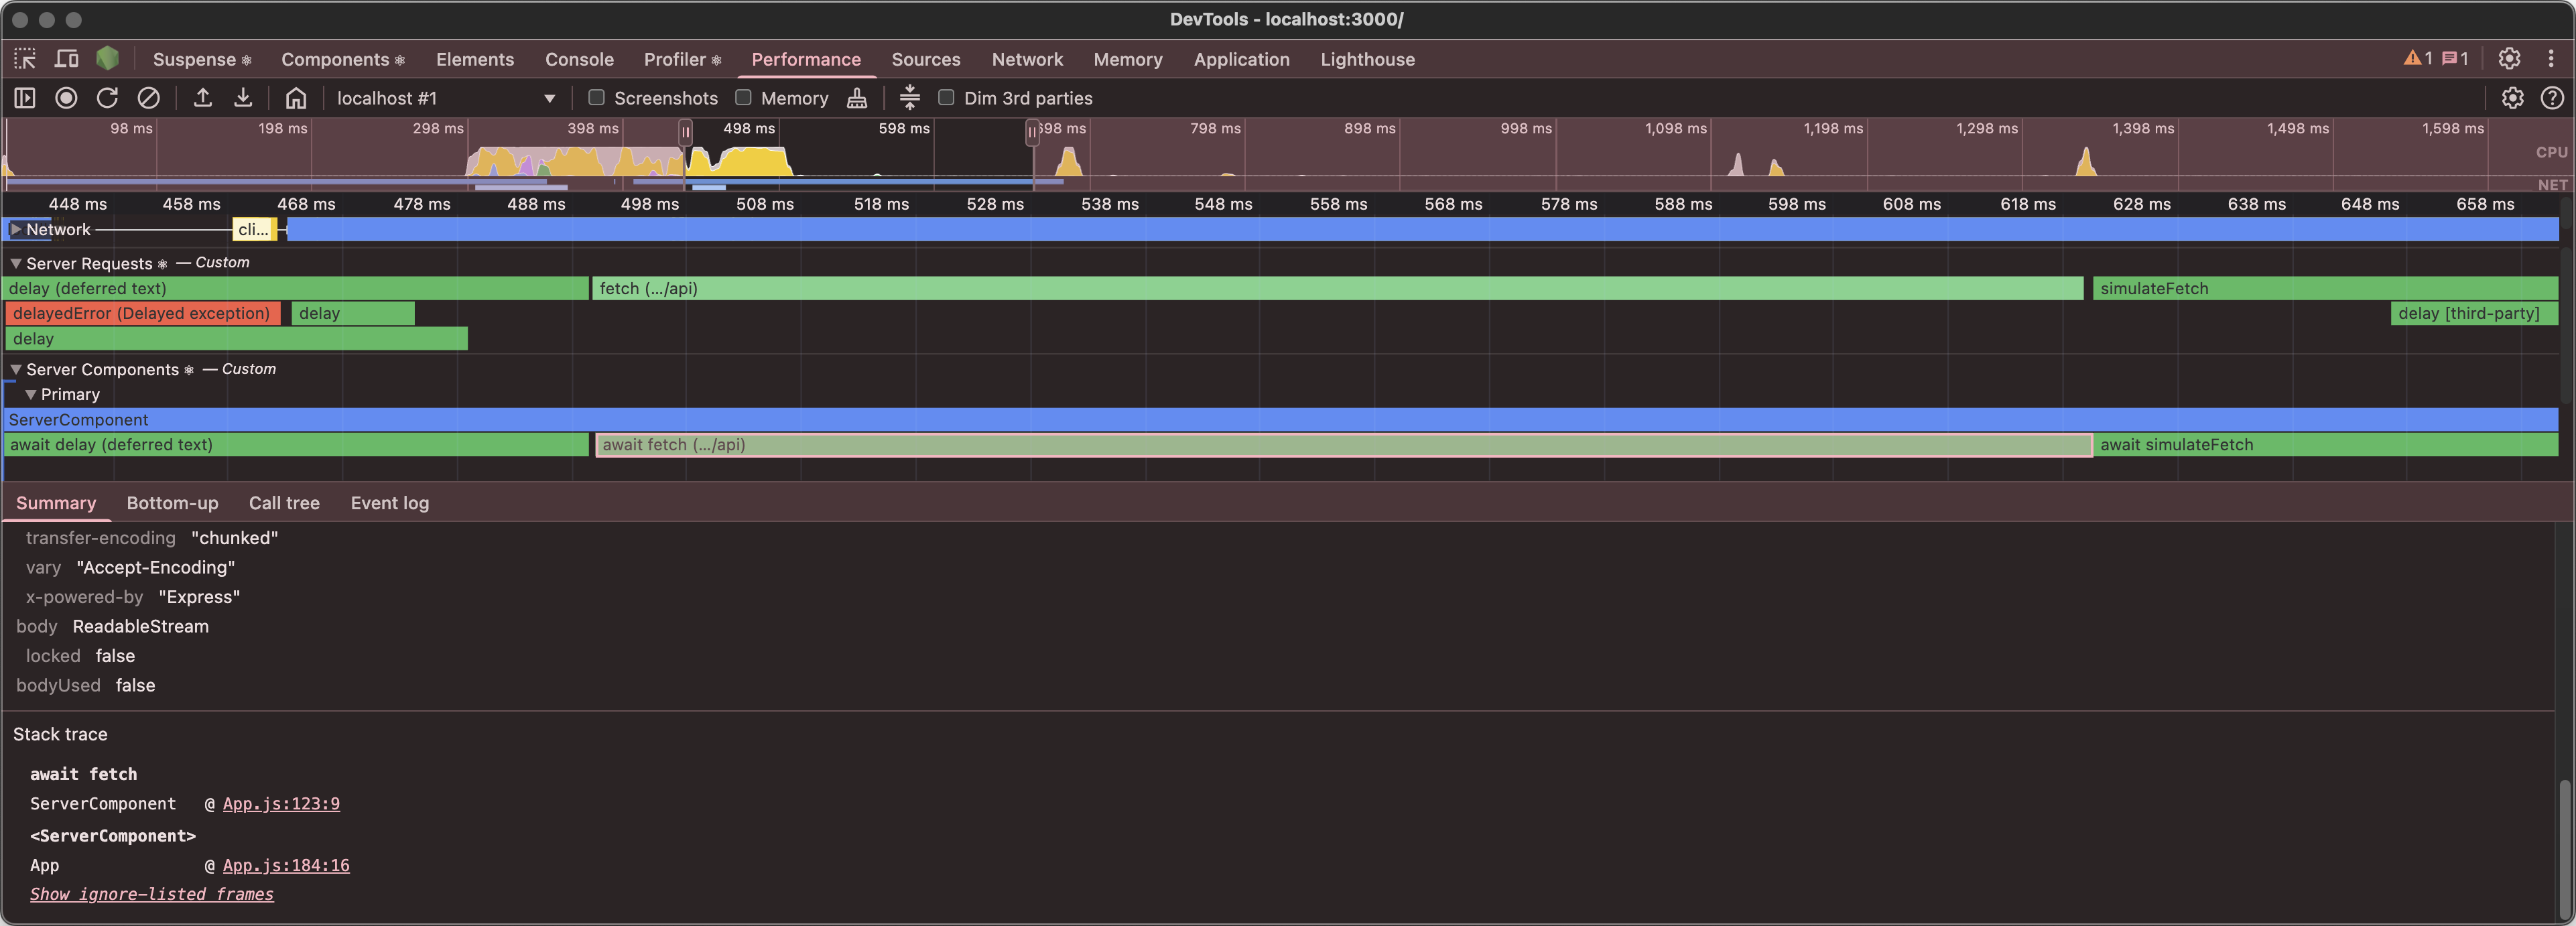 DevTools - localhost:3000/
Suspense ⚛ Components ⚛ Elements Console Profiler ⚛ Performance Sources Network Memory Application Lighthouse 1 1
localhost #1 Screenshots Memory Dim 3rd parties
98 ms 198 ms 298 ms 398 ms 498 ms 598 ms 698 ms 798 ms 898 ms 998 ms 1,098 ms 1,198 ms 1,298 ms 1,398 ms 1,498 ms 1,598 ms
CPU
NET
448 ms 458 ms 468 ms 478 ms 488 ms 498 ms 508 ms 518 ms 528 ms 538 ms 548 ms 558 ms 568 ms 578 ms 588 ms 598 ms 608 ms 618 ms 628 ms 638 ms 648 ms 658 ms
Network cli...
Server Requests ⚛ — Custom
delay (deferred text) fetch (…/api) simulateFetch
delayedError (Delayed exception) delay delay [third-party]
delay
Server Components ⚛ — Custom
Primary
ServerComponent
await delay (deferred text) await fetch (…/api) await simulateFetch
Summary Bottom-up Call tree Event log
transfer-encoding "chunked"
vary "Accept-Encoding"
x-powered-by "Express"
body ReadableStream
locked false
bodyUsed false
Stack trace
await fetch
ServerComponent @ App.js:123:9
<ServerComponent>
App @ App.js:184:16
Show ignore-listed frames